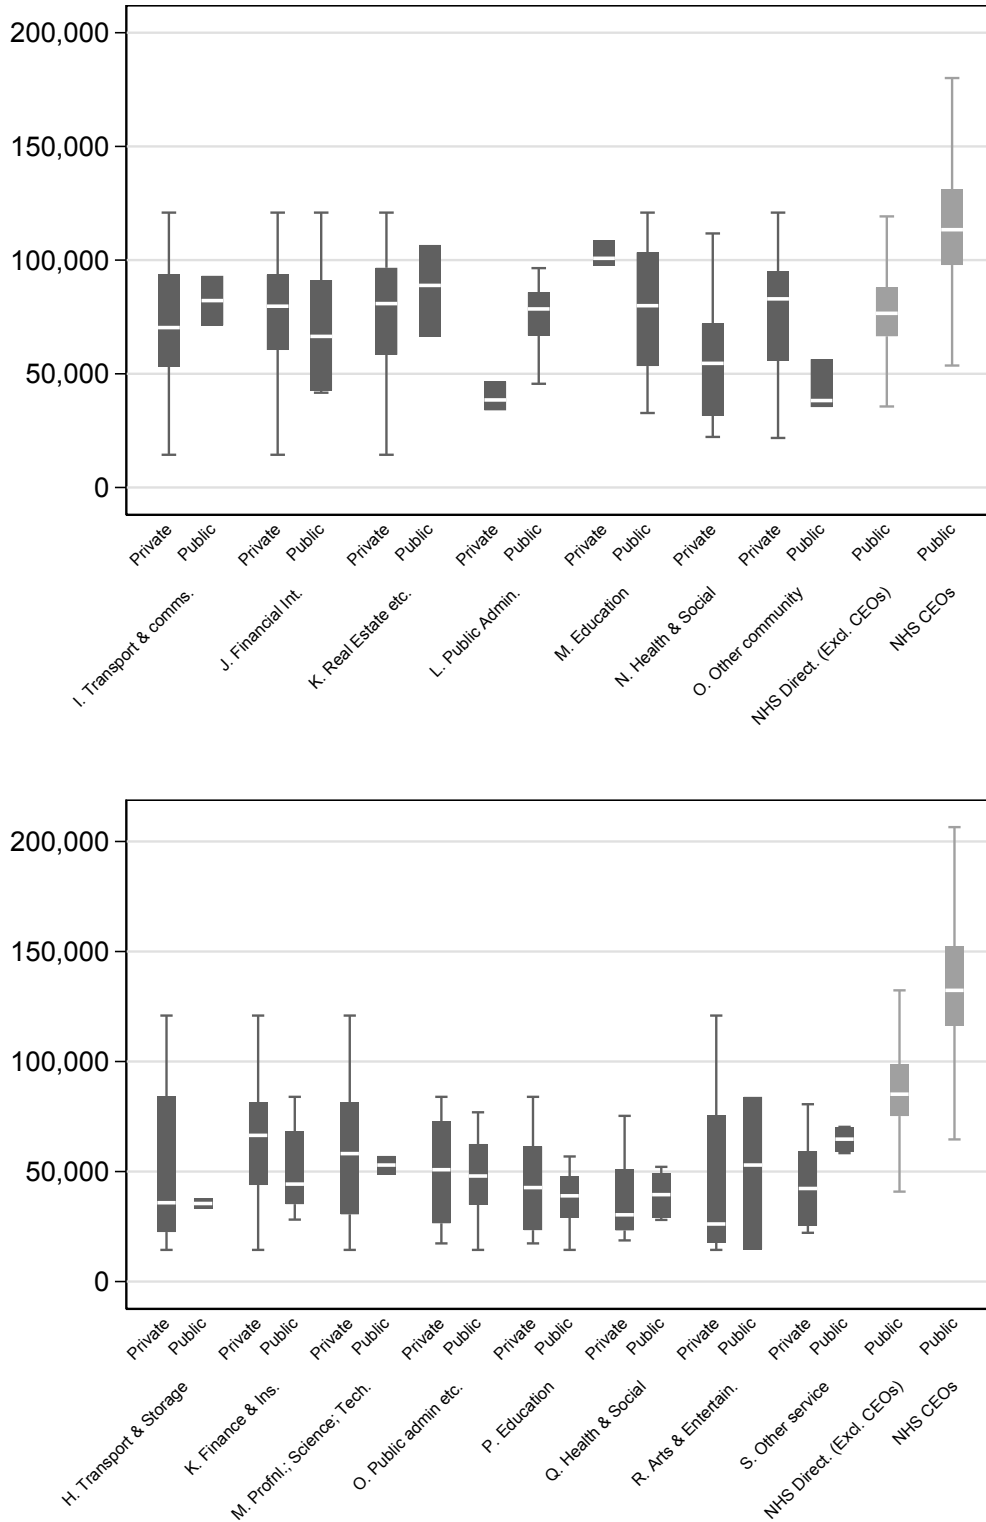 200,000
150,000
100,000
50,000
0
Private
Public
Private
Public
Private
Public
Private
Public
Private
Public
Private
Private
Public
Public
Public
I. Transport & comms.
J. Financial Int.
K. Real Estate etc.
L. Public Admin.
M. Education
N. Health & Social
O. Other community
NHS Direct. (Excl. CEOs)
NHS CEOs
200,000
150,000
100,000
50,000
0
Private
Public
Private
Public
Private
Public
Private
Public
Private
Public
Private
Public
Private
Public
Private
Public
Public
Public
H. Transport & Storage
K. Finance & Ins.
M. Profnl.; Science; Tech.
O. Public admin etc.
P. Education
Q. Health & Social
R. Arts & Entertain.
S. Other service
NHS Direct. (Excl. CEOs)
NHS CEOs